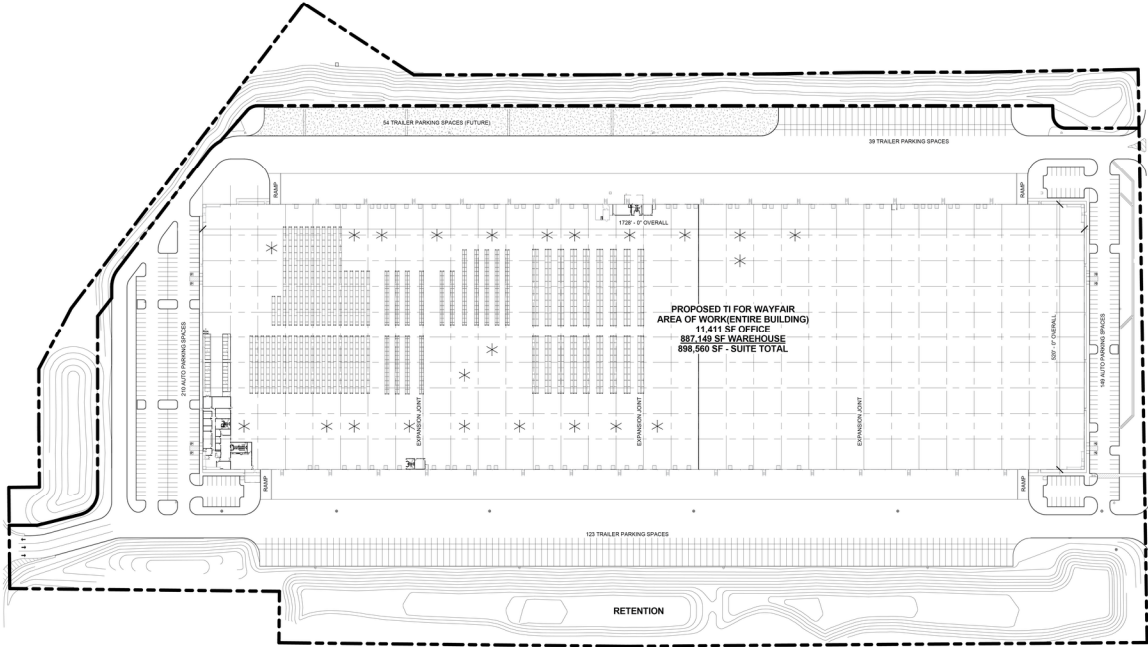 54 TRAILER PARKING SPACES (FUTURE)
39 TRAILER PARKING SPACES
RAMP
RAMP
1728' - 0" OVERALL
PROPOSED TI FOR WAYFAIR
AREA OF WORK(ENTIRE BUILDING)
11,411 SF OFFICE
887,149 SF WAREHOUSE
898,560 SF - SUITE TOTAL
210 AUTO PARKING SPACES
520' - 0" OVERALL
149 AUTO PARKING SPACES
EXPANSION JOINT
EXPANSION JOINT
EXPANSION JOINT
RAMP
RAMP
123 TRAILER PARKING SPACES
RETENTION